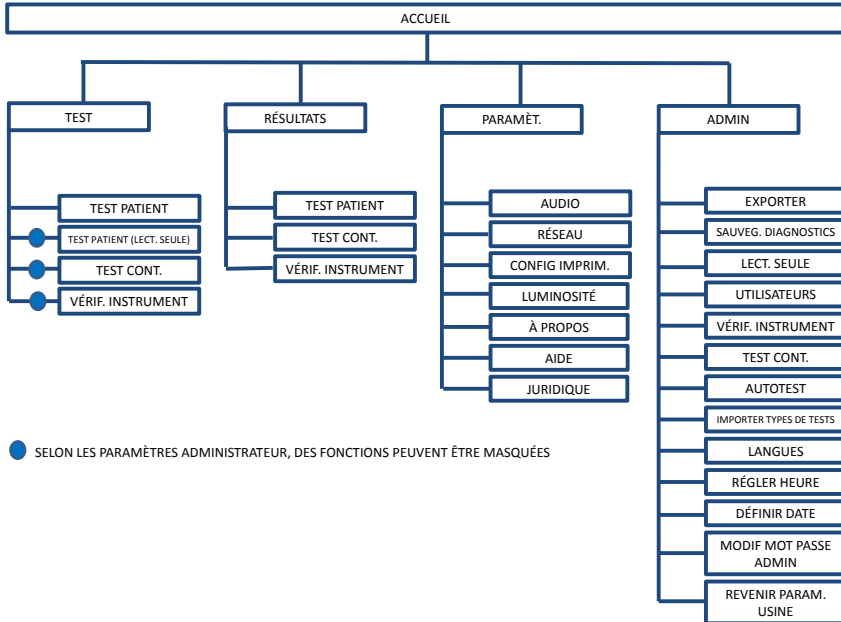 ACCUEIL
TEST
RÉSULTATS
PARAMÈT.
ADMIN
TEST PATIENT
TEST PATIENT (LECT. SEULE)
TEST CONT.
VÉRIF. INSTRUMENT
TEST PATIENT
TEST CONT.
VÉRIF. INSTRUMENT
AUDIO
RÉSEAU
CONFIG IMPRIM.
LUMINOSITÉ
À PROPOS
AIDE
JURIDIQUE
EXPORTER
SAUVEG. DIAGNOSTICS
LECT. SEULE
UTILISATEURS
VÉRIF. INSTRUMENT
TEST CONT.
AUTOTEST
IMPORTER TYPES DE TESTS
LANGUES
RÉGLER HEURE
DÉFINIR DATE
MODIF MOT PASSE
ADMIN
REVENIR PARAM.
USINE
SELON LES PARAMÈTRES ADMINISTRATEUR, DES FONCTIONS PEUVENT ÊTRE MASQUÉES